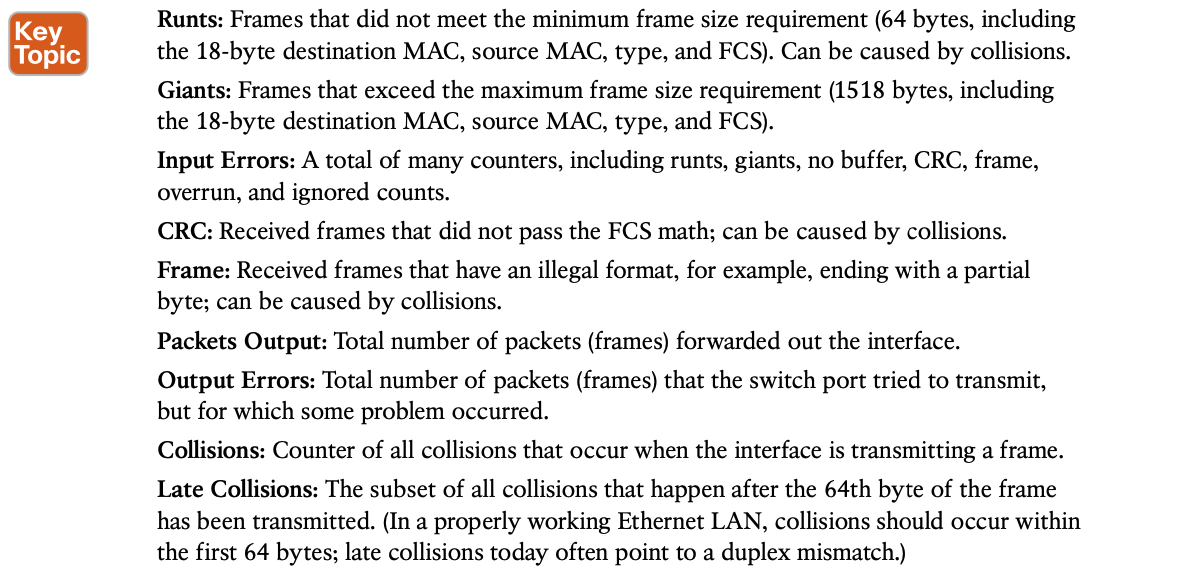 Key
Topic
Runts: Frames that did not meet the minimum frame size requirement (64 bytes, including
the 18-byte destination MAC, source MAC, type, and FCS). Can be caused by collisions.
Giants: Frames that exceed the maximum frame size requirement (1518 bytes, including
the 18-byte destination MAC, source MAC, type, and FCS).
Input Errors: A total of many counters, including runts, giants, no buffer, CRC, frame,
overrun, and ignored counts.
CRC: Received frames that did not pass the FCS math; can be caused by collisions.
Frame: Received frames that have an illegal format, for example, ending with a partial
byte; can be caused by collisions.
Packets Output: Total number of packets (frames) forwarded out the interface.
Output Errors: Total number of packets (frames) that the switch port tried to transmit,
but for which some problem occurred.
Collisions: Counter of all collisions that occur when the interface is transmitting a frame.
Late Collisions: The subset of all collisions that happen after the 64th byte of the frame
has been transmitted. (In a properly working Ethernet LAN, collisions should occur within
the first 64 bytes; late collisions today often point to a duplex mismatch.)